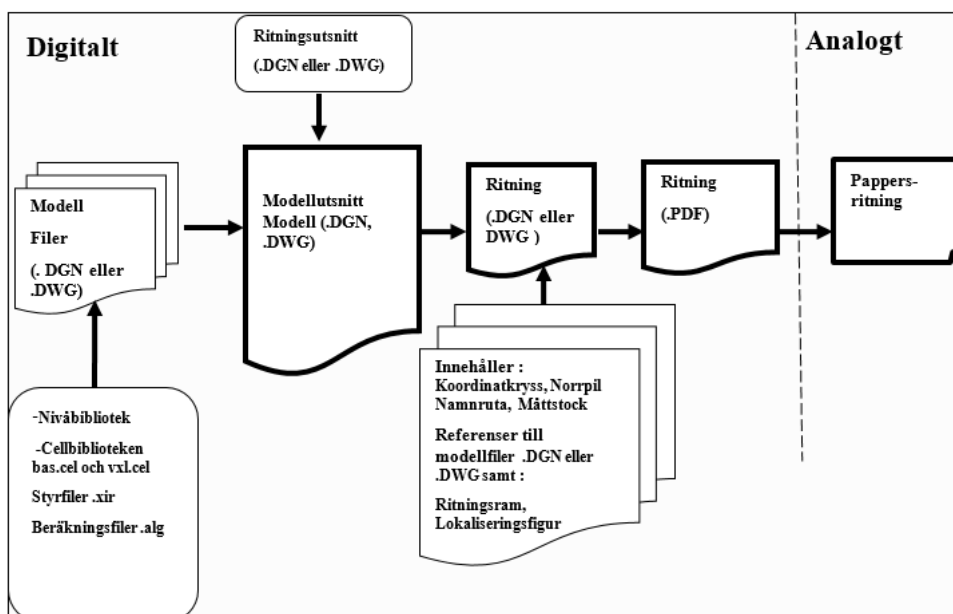 Digitalt
Analogt
Ritningsutsnitt
(.DGN eller .DWG)
Modell
Filer
(. DGN eller
.DWG)
Modellutsnitt
Modell (.DGN,
.DWG)
Ritning
(.DGN eller
DWG )
Ritning
(.PDF)
Pappers-
ritning
-Nivåbibliotek
-Cellbiblioteken
bas.cel och vxl.cel
Styrfiler .xir
Beräkningsfiler .alg
Innehåller :
Koordinatkryss, Norrpil
Namnruta, Måttstock
Referenser till
modellfiler .DGN eller
.DWG samt :
Ritningsram,
Lokaliseringsfigur